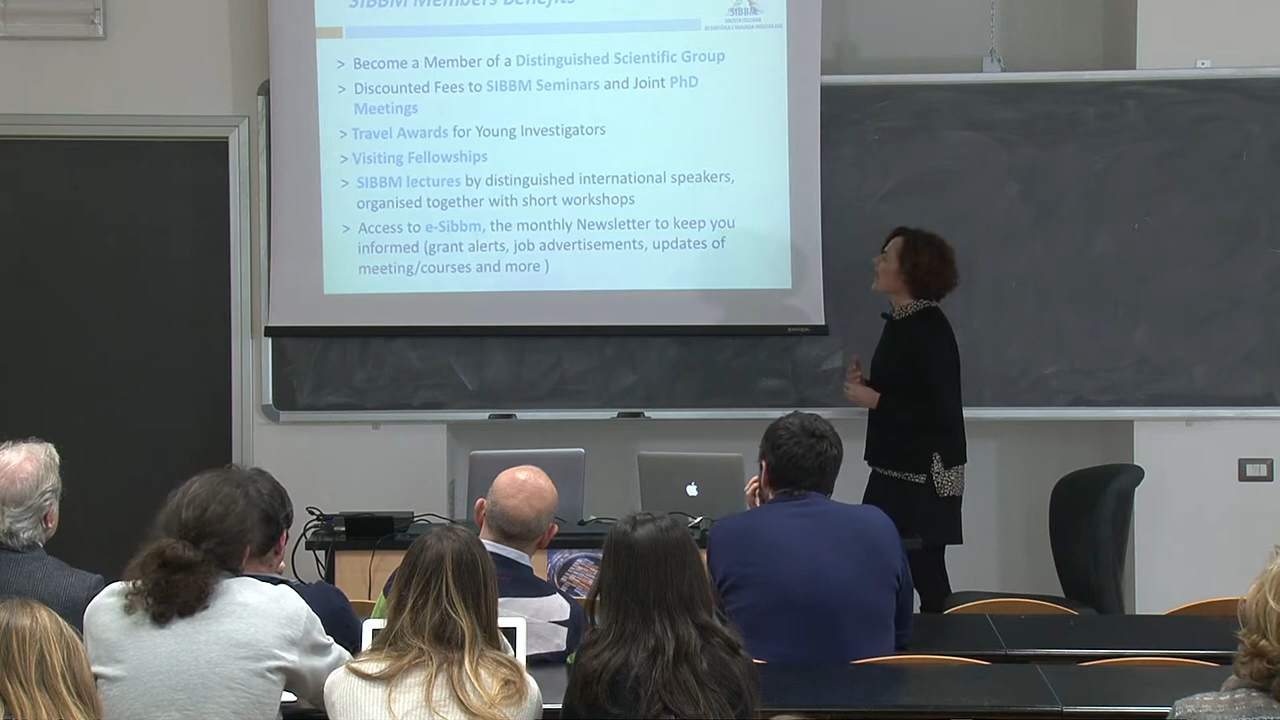 SIBBM Members Benefits
SIBBM
> Become a Member of a Distinguished Scientific Group
> Discounted Fees to SIBBM Seminars and Joint PhD
Meetings
> Travel Awards for Young Investigators
> Visiting Fellowships
> SIBBM lectures by distinguished international speakers,
organised together with short workshops
> Access to e-Sibbm, the monthly Newsletter to keep you
informed (grant alerts, job advertisements, updates of
meeting/courses and more )